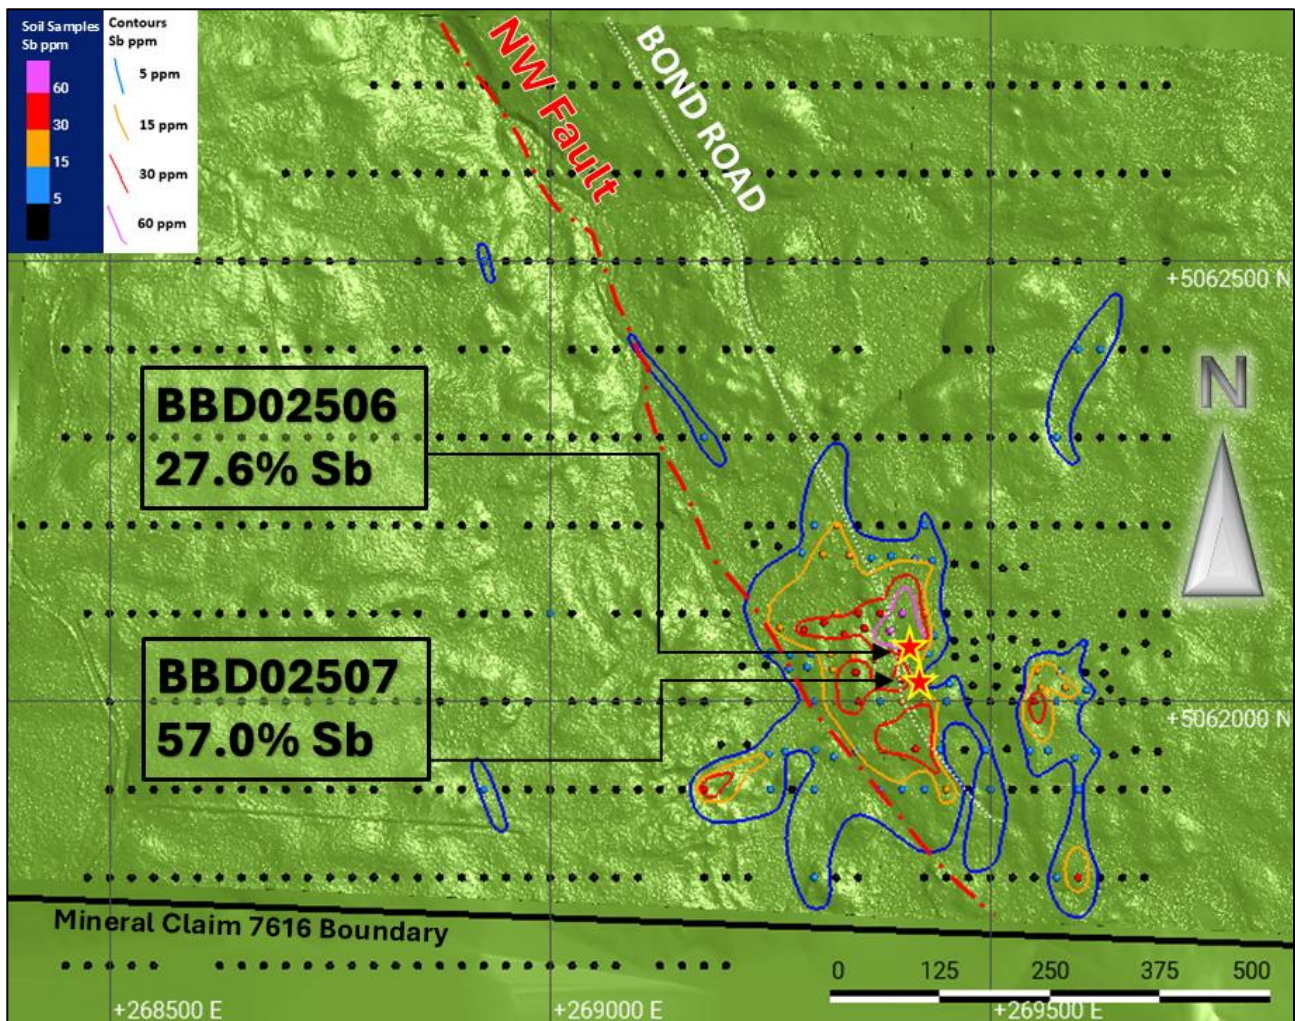 Soil Samples
Sb ppm
60
30
15
5
Contours
Sb ppm
5 ppm
15 ppm
30 ppm
60 ppm
NW Fault
BOND ROAD
+5062500 N
N
BBD02506
27.6% Sb
BBD02507
57.0% Sb
+5062000 N
Mineral Claim 7616 Boundary
0 125 250 375 500
+268500 E
+269000 E
+269500 E